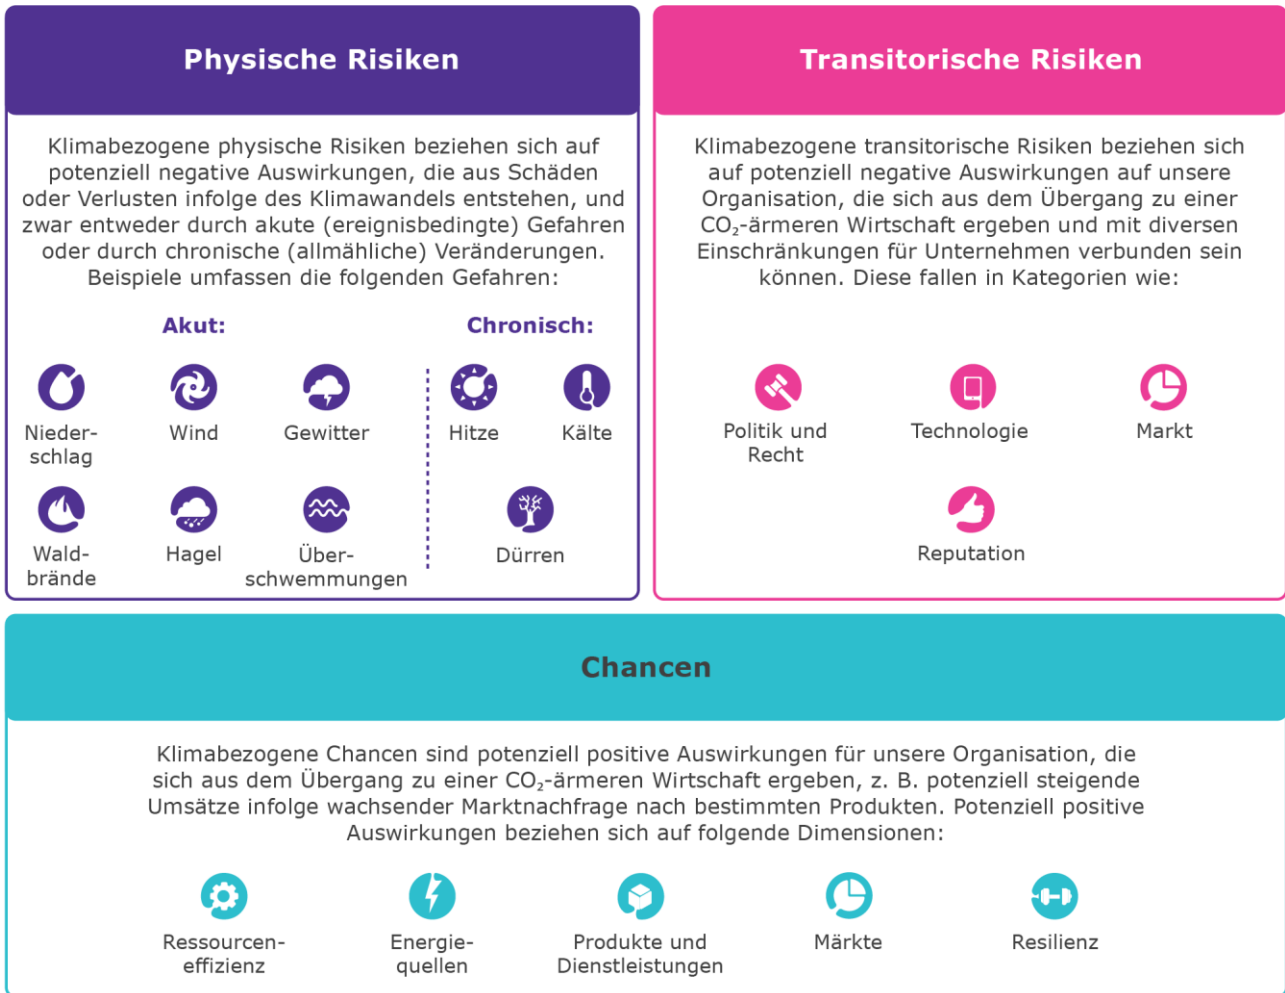 Physische Risiken
Klimabezogene physische Risiken beziehen sich auf
potenziell negative Auswirkungen, die aus Schäden
oder Verlusten infolge des Klimawandels entstehen, und
zwar entweder durch akute (ereignisbedingte) Gefahren
oder durch chronische (allmähliche) Veränderungen.
Beispiele umfassen die folgenden Gefahren:
Akut:
Nieder-
schlag
Wind
Gewitter
Wald-
brände
Hagel
Über-
schwemmungen
Chronisch:
Hitze
Kälte
Dürren
Transitorische Risiken
Klimabezogene transitorische Risiken beziehen sich
auf potenziell negative Auswirkungen auf unsere
Organisation, die sich aus dem Übergang zu einer
CO₂-ärmeren Wirtschaft ergeben und mit diversen
Einschränkungen für Unternehmen verbunden sein
können. Diese fallen in Kategorien wie:
Politik und
Recht
Technologie
Markt
Reputation
Chancen
Klimabezogene Chancen sind potenziell positive Auswirkungen für unsere Organisation, die
sich aus dem Übergang zu einer CO₂-ärmeren Wirtschaft ergeben, z. B. potenziell steigende
Umsätze infolge wachsender Marktnachfrage nach bestimmten Produkten. Potenziell positive
Auswirkungen beziehen sich auf folgende Dimensionen:
Ressourcen-
effizienz
Energie-
quellen
Produkte und
Dienstleistungen
Märkte
Resilienz